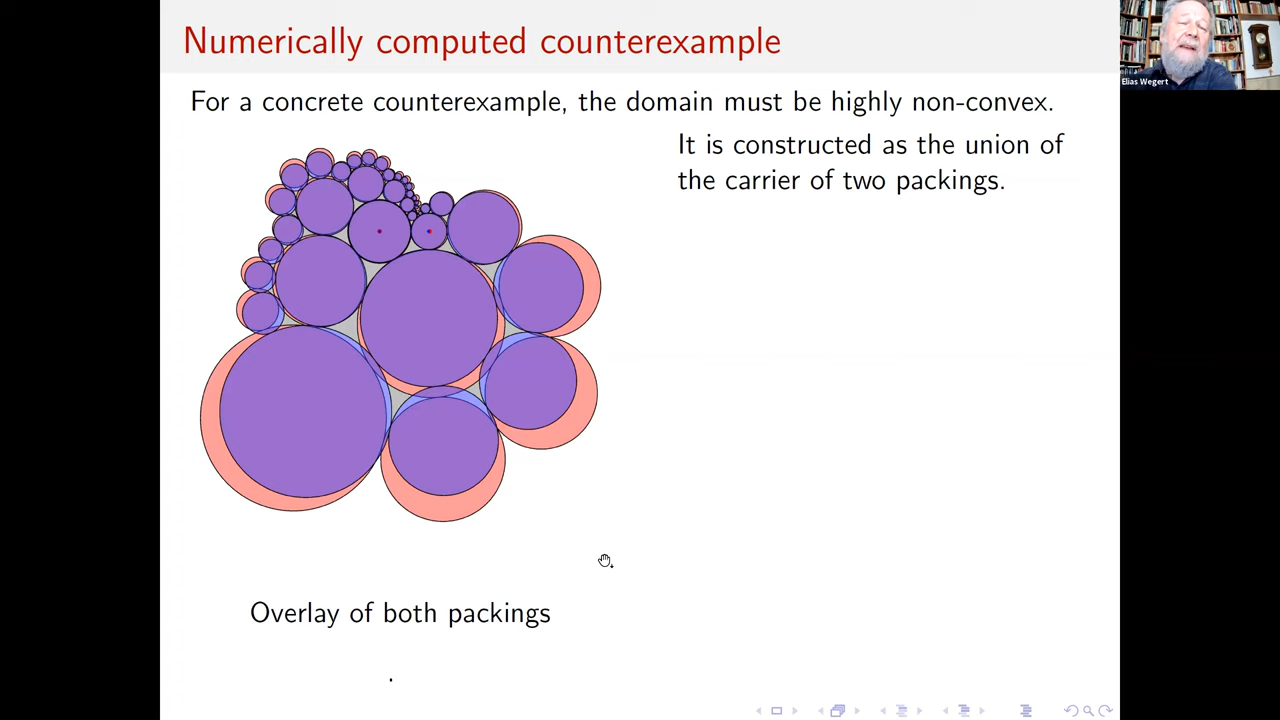 Numerically computed counterexample
Elias Wegert
For a concrete counterexample, the domain must be highly non-convex.
It is constructed as the union of
the carrier of two packings.
Overlay of both packings
.